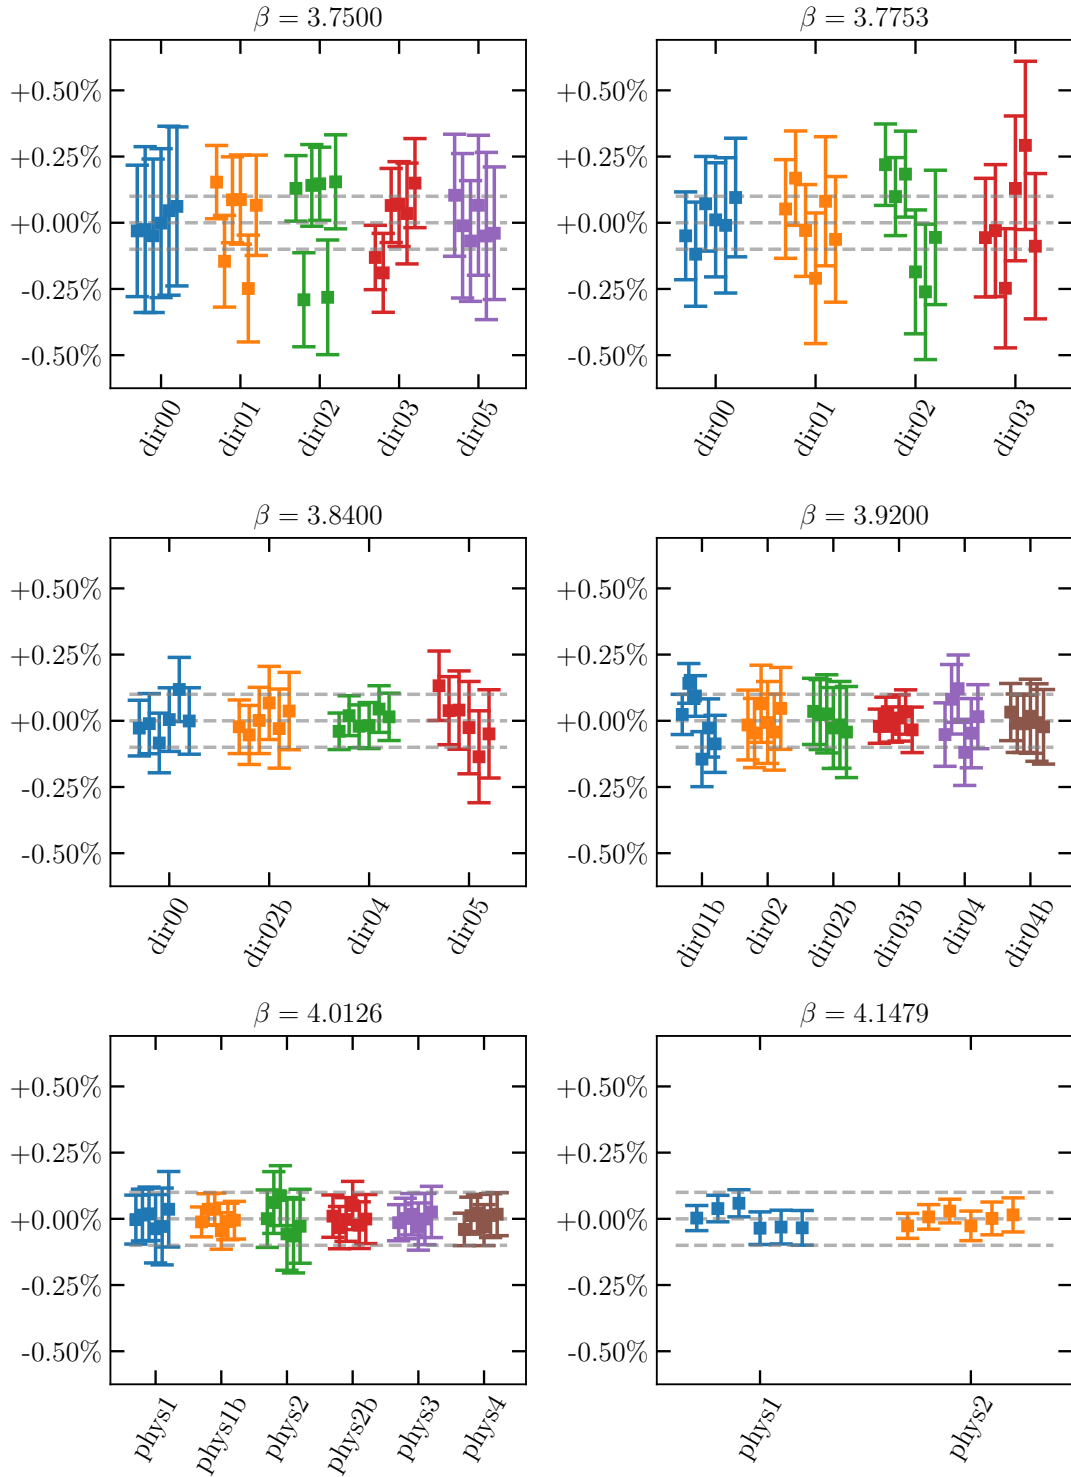 β = 3.7500
+0.50%
+0.25%
+0.00%
-0.25%
-0.50%
dir00
dir01
dir02
dir03
dir05
β = 3.7753
+0.50%
+0.25%
+0.00%
-0.25%
-0.50%
dir00
dir01
dir02
dir03
β = 3.8400
+0.50%
+0.25%
+0.00%
-0.25%
-0.50%
dir00
dir02b
dir04
dir05
β = 3.9200
+0.50%
+0.25%
+0.00%
-0.25%
-0.50%
dir01b
dir02
dir02b
dir03b
dir04
dir04b
β = 4.0126
+0.50%
+0.25%
+0.00%
-0.25%
-0.50%
phys1
phys1b
phys2
phys2b
phys3
phys4
β = 4.1479
+0.50%
+0.25%
+0.00%
-0.25%
-0.50%
phys1
phys2